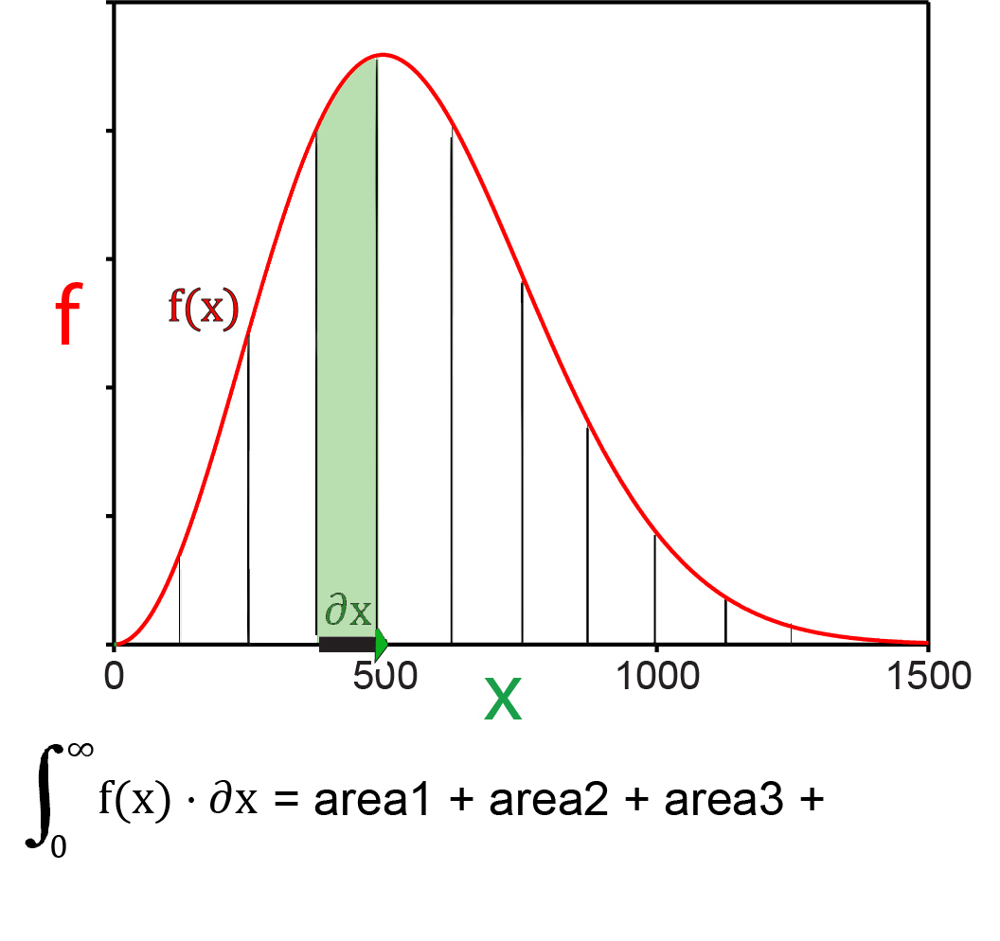 f(x)
f
∂x
0 500 1000 1500
x
∫₀^∞ f(x) · ∂x = area1 + area2 + area3 +